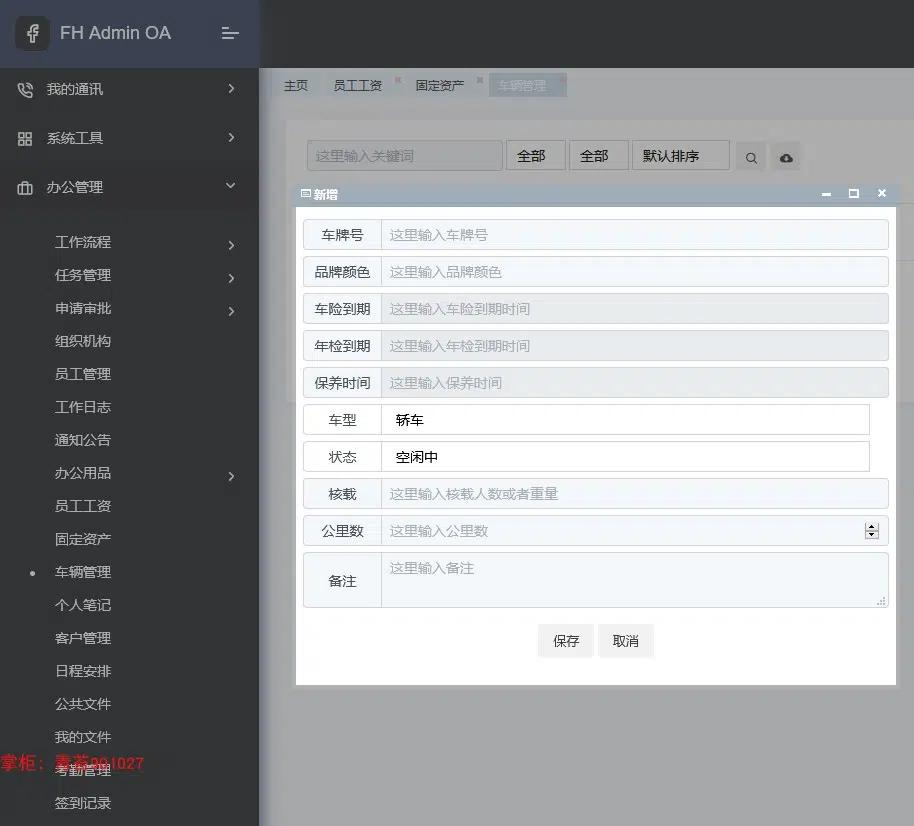 FH Admin OA
我的通讯
系统工具
办公管理
工作流程
任务管理
申请审批
组织机构
员工管理
工作日志
通知公告
办公用品
员工工资
固定资产
车辆管理
个人笔记
客户管理
日程安排
公共文件
我的文件
考勤管理
签到记录
主页 员工工资 固定资产 车辆管理
这里输入关键词 全部 全部 默认排序
新增
车牌号 这里输入车牌号
品牌颜色 这里输入品牌颜色
车险到期 这里输入车险到期时间
年检到期 这里输入年检到期时间
保养时间 这里输入保养时间
车型 轿车
状态 空闲中
核载 这里输入核载人数或者重量
公里数 这里输入公里数
备注 这里输入备注
保存 取消
掌柜：